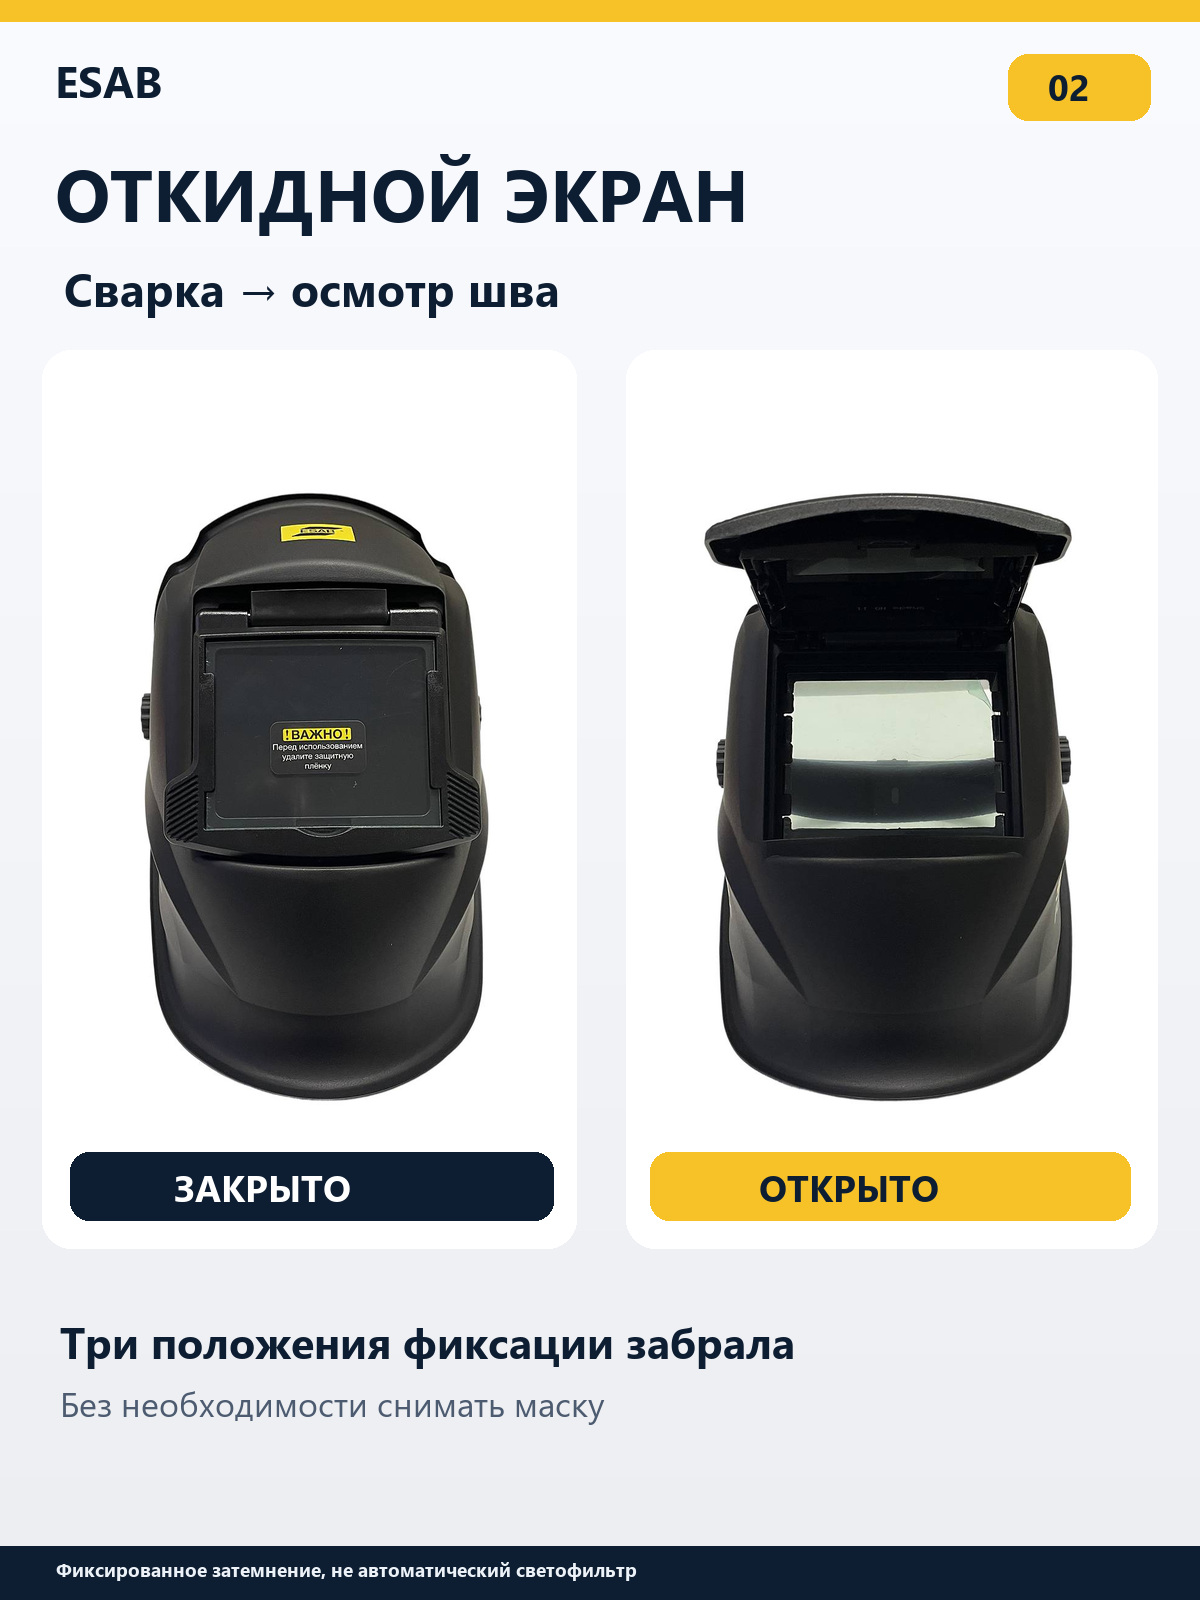 ESAB
02
ОТКИДНОЙ ЭКРАН
Сварка → осмотр шва
ESAB
!ВАЖНО!
Перед использованием
удалите защитную
плёнку
ЗАКРЫТО
ОТКРЫТО
Три положения фиксации забрала
Без необходимости снимать маску
Фиксированное затемнение, не автоматический светофильтр